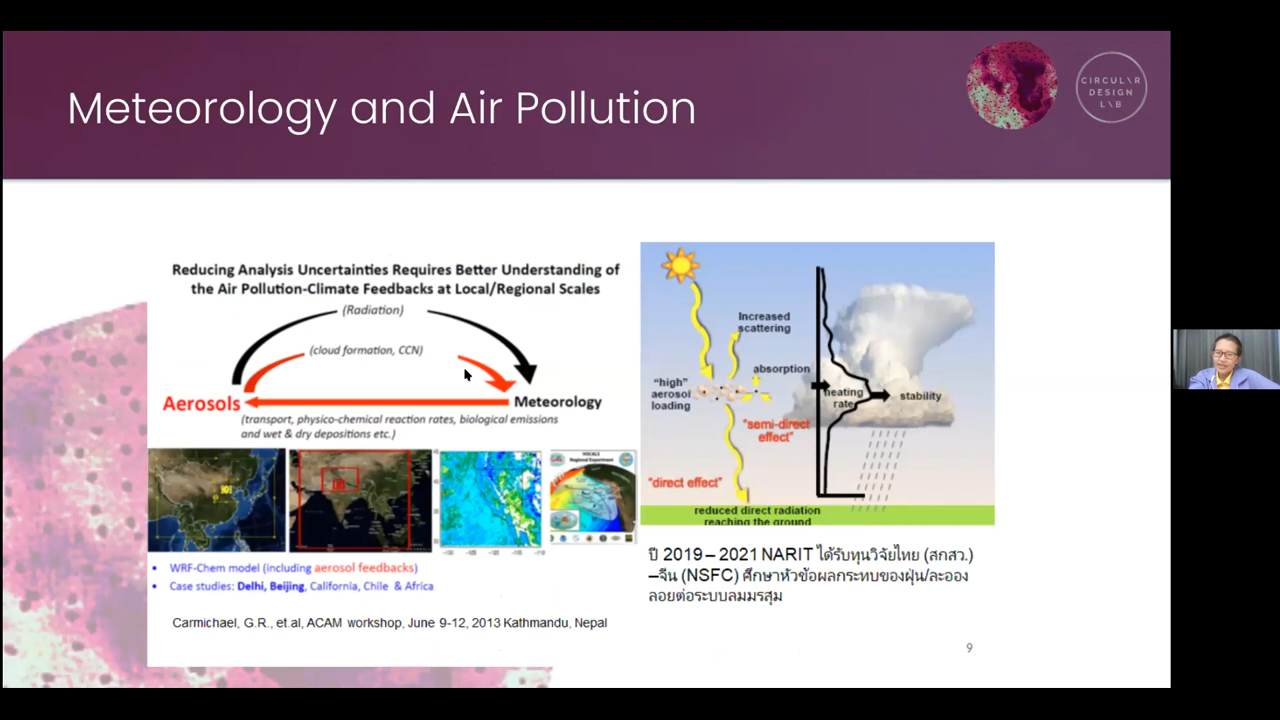 Meteorology and Air Pollution
CIRCUL\R
DESIGN
L\B
Reducing Analysis Uncertainties Requires Better Understanding of
the Air Pollution-Climate Feedbacks at Local/Regional Scales
(Radiation)
(cloud formation, CCN)
Aerosols
Meteorology
(transport, physico-chemical reaction rates, biological emissions
and wet & dry depositions etc.)
VOCALS
Regional Experiment
• WRF-Chem model (including aerosol feedbacks)
• Case studies: Delhi, Beijing, California, Chile & Africa
Carmichael, G.R., et.al, ACAM workshop, June 9-12, 2013 Kathmandu, Nepal
Increased
scattering
absorption
"high"
aerosol
loading
heating
rate
stability
"semi-direct
effect"
"direct effect"
reduced direct radiation
reaching the ground
ปี 2019 – 2021 NARIT ได้รับทุนวิจัยไทย (สกสว.)
–จีน (NSFC) ศึกษาหัวข้อผลกระทบของฝุ่น/ละออง
ลอยต่อระบบลมมรสุม
9